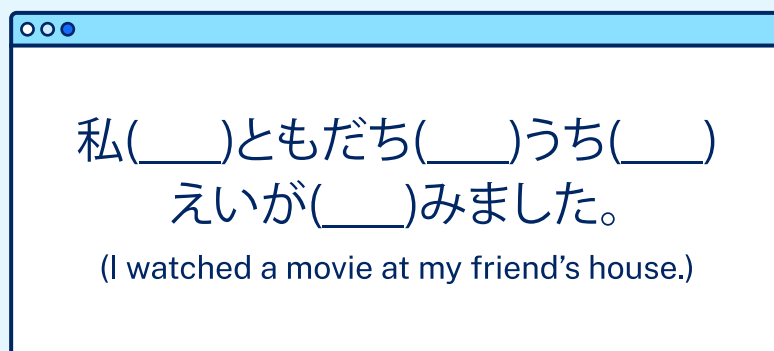 私(___)ともだち(___)うち(___)
えいが(___)みました。
(I watched a movie at my friend’s house.)